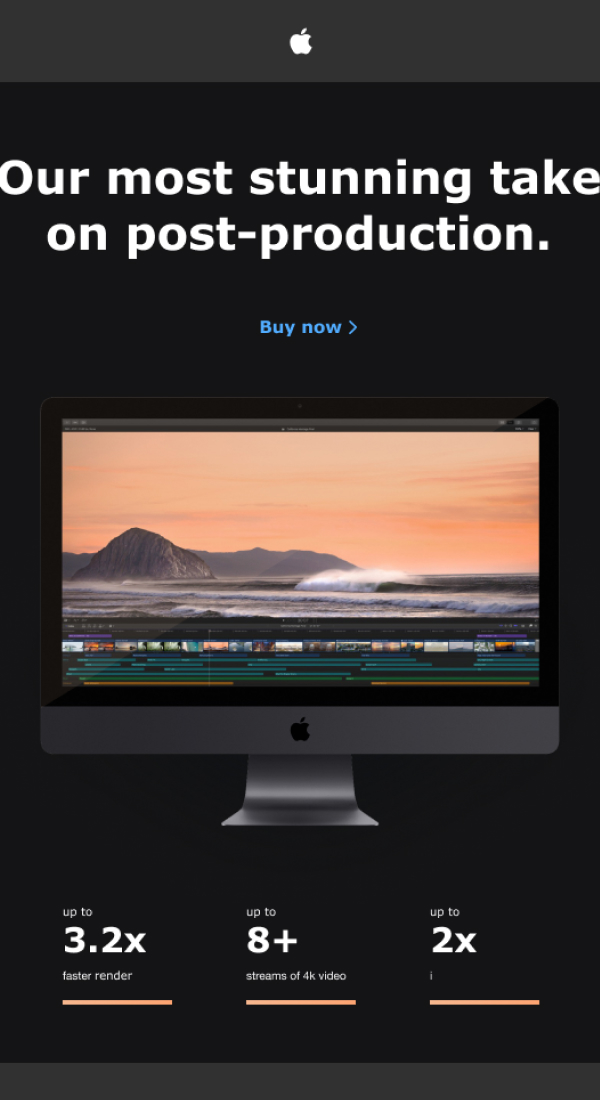 Our most stunning take
on post-production.
Buy now >
up to
3.2x
faster render
up to
8+
streams of 4k video
up to
2x
i